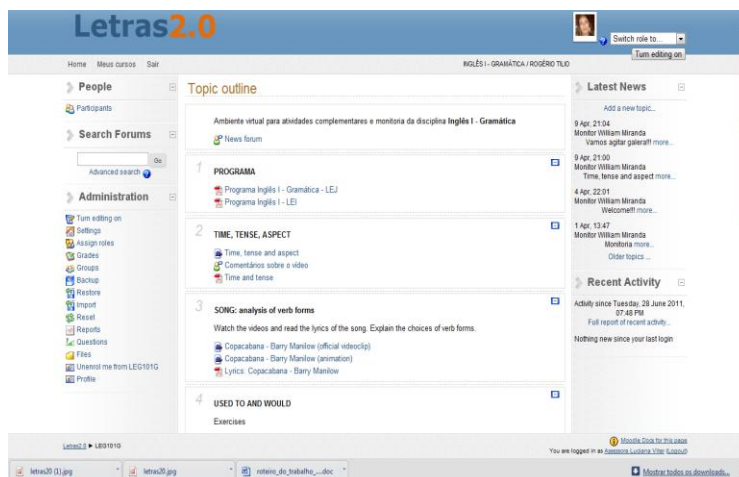 Letras2.0
Switch role to...
Turn editing on
Home Meus cursos Sair
INGLÊS I - GRAMÁTICA / ROGÉRIO TILIO
People
Participants
Search Forums
Go
Advanced search
Administration
Turn editing on
Settings
Assign roles
Grades
Groups
Backup
Restore
Import
Reset
Reports
Questions
Files
Unenrol me from LEG101G
Profile
Topic outline
Ambiente virtual para atividades complementares e monitoria da disciplina Inglês I - Gramática
News forum
1
PROGRAMA
Programa Inglês I - Gramática - LEJ
Programa Inglês I - LEI
2
TIME, TENSE, ASPECT
Time, tense and aspect
Comentários sobre o vídeo
Time and tense
3
SONG: analysis of verb forms
Watch the videos and read the lyrics of the song. Explain the choices of verb forms.
Copacabana - Barry Manilow (official videoclip)
Copacabana - Barry Manilow (animation)
Lyrics: Copacabana - Barry Manilow
4
USED TO AND WOULD
Exercises
Latest News
Add a new topic...
9 Apr, 21:04
Monitor William Miranda
Vamos agitar galera!!! more...
9 Apr, 21:00
Monitor William Miranda
Time, tense and aspect more...
4 Apr, 22:01
Monitor William Miranda
Welcome!!! more...
1 Apr, 13:47
Monitor William Miranda
Monitoria more...
Older topics ...
Recent Activity
Activity since Tuesday, 28 June 2011,
07:48 PM
Full report of recent activity...
Nothing new since your last login
Letras2.0 ► LEG101G
Moodle Docs for this page
You are logged in as Assessora Luciana Viter (Logout)
letras20 (1).jpg
letras20.jpg
roteiro_do_trabalho_....doc
Mostrar todos os downloads...